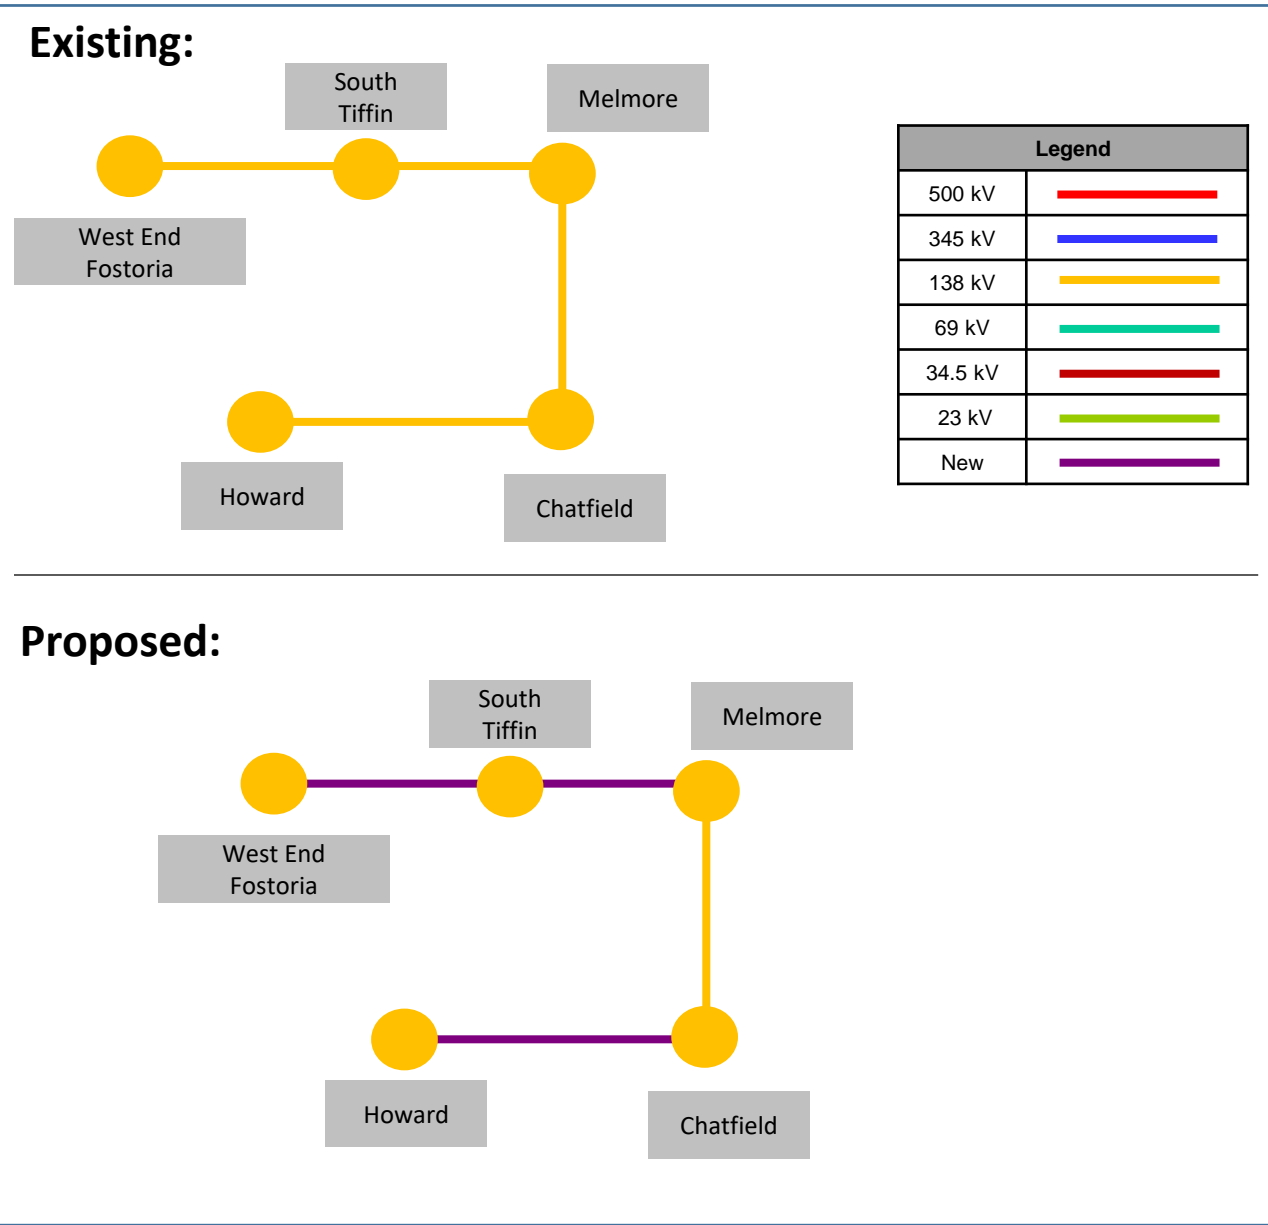 Existing:
South
Tiffin
Melmore
West End
Fostoria
Howard
Chatfield
Legend
500 kV
345 kV
138 kV
69 kV
34.5 kV
23 kV
New
Proposed:
South
Tiffin
Melmore
West End
Fostoria
Howard
Chatfield